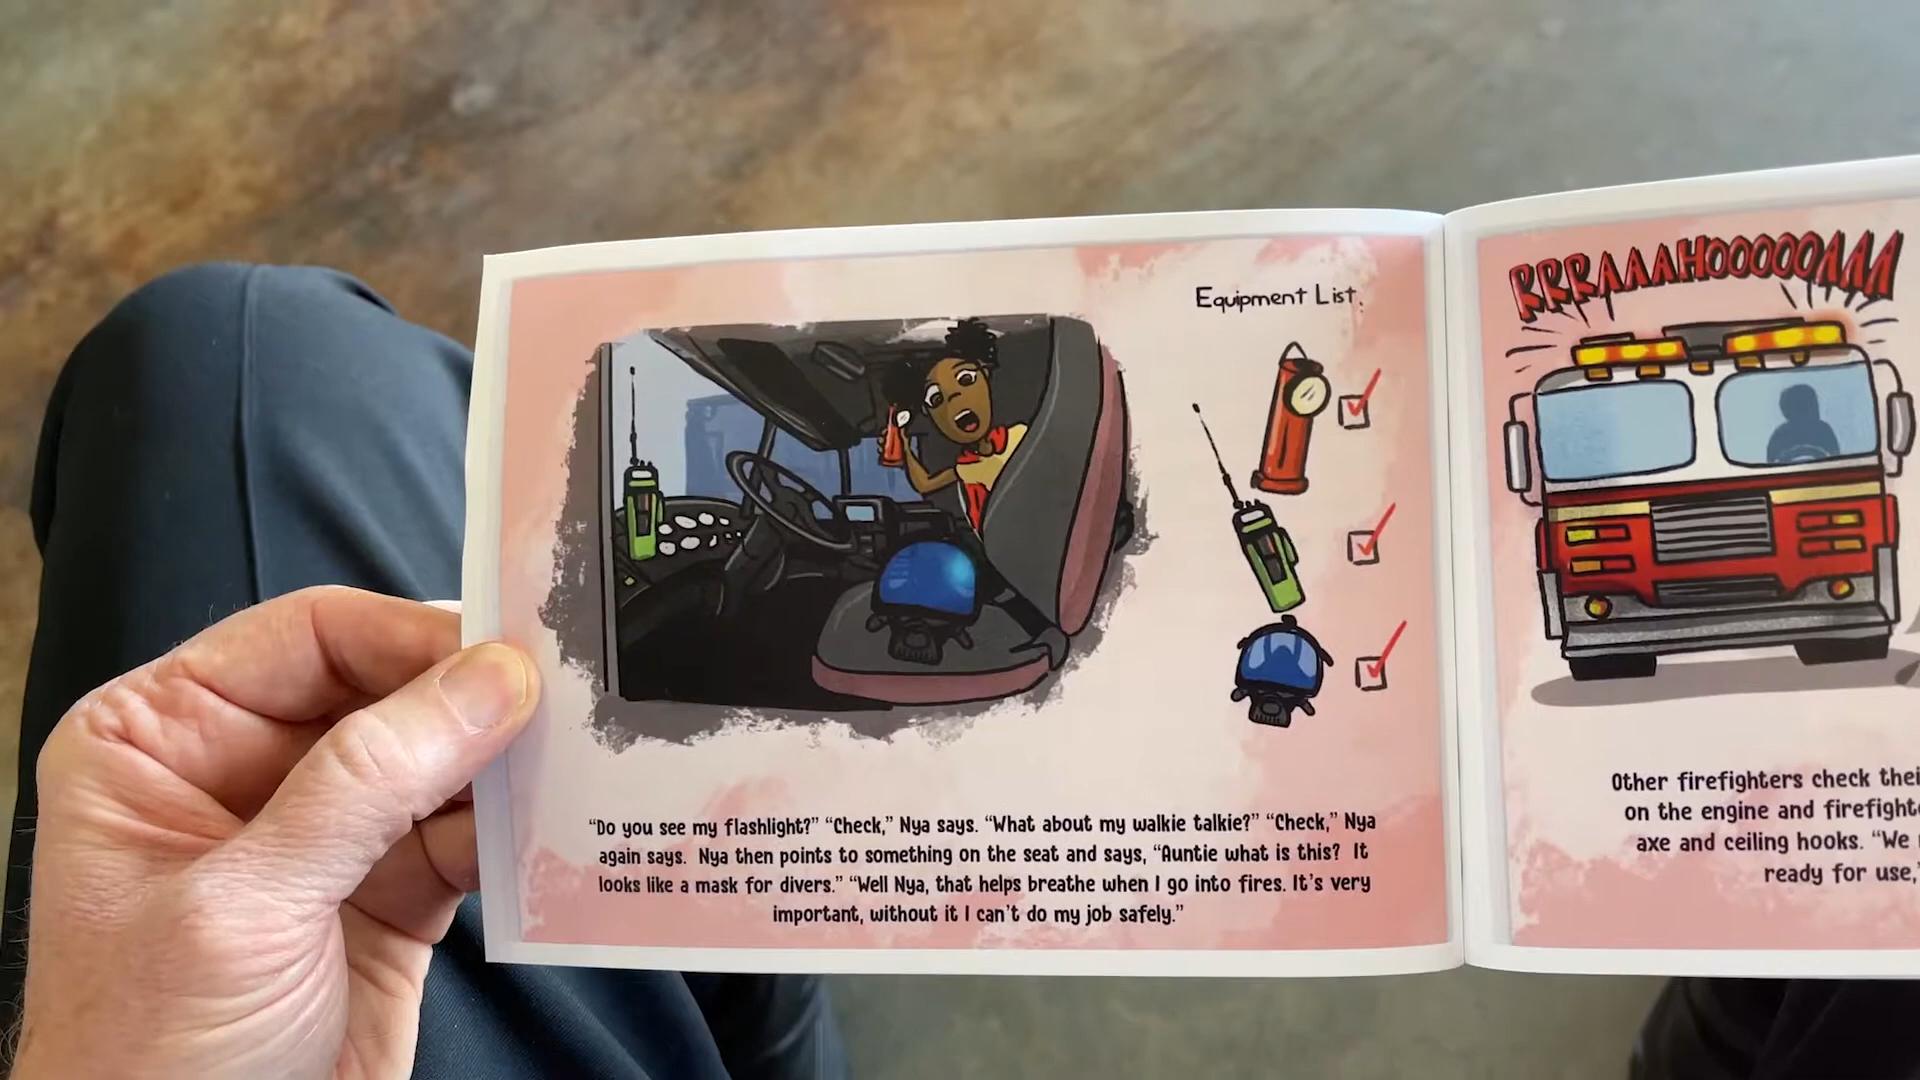 Equipment List.
"Do you see my flashlight?" "Check," Nya says. "What about my walkie talkie?" "Check," Nya
again says. Nya then points to something on the seat and says, "Auntie what is this? It
looks like a mask for divers." "Well Nya, that helps breathe when I go into fires. It's very
important, without it I can't do my job safely."
RRRAAAHOOOOOAAA
Other firefighters check
on the engine and
axe and ceiling hooks. "We
ready for use,